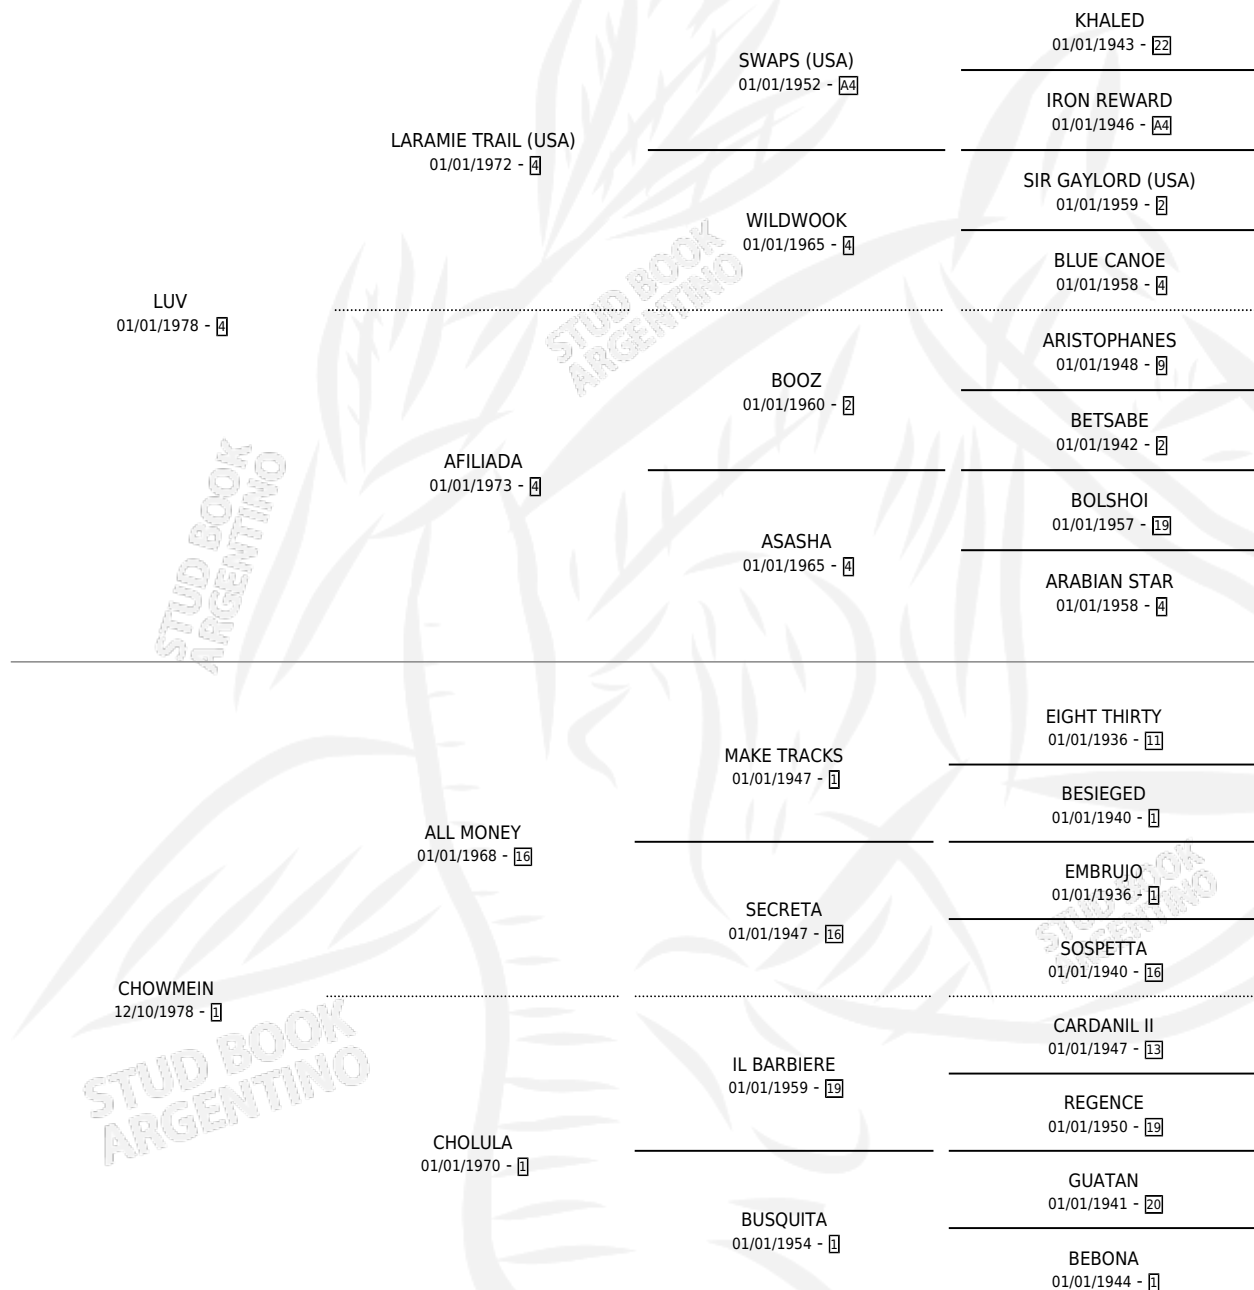 KHALED
01/01/1943 - 22
SWAPS (USA)
01/01/1952 - A4
IRON REWARD
01/01/1946 - A4
LARAMIE TRAIL (USA)
01/01/1972 - 4
SIR GAYLORD (USA)
01/01/1959 - 2
WILDWOOK
01/01/1965 - 4
BLUE CANOE
01/01/1958 - 4
LUV
01/01/1978 - 4
ARISTOPHANES
01/01/1948 - 9
BOOZ
01/01/1960 - 2
BETSABE
01/01/1942 - 2
AFILIADA
01/01/1973 - 4
BOLSHOI
01/01/1957 - 19
ASASHA
01/01/1965 - 4
ARABIAN STAR
01/01/1958 - 4
STUD BOOK
ARGENTINO
STUD BOOK
ARGENTINO
EIGHT THIRTY
01/01/1936 - 11
MAKE TRACKS
01/01/1947 - 1
BESIEGED
01/01/1940 - 1
ALL MONEY
01/01/1968 - 16
EMBRUJO
01/01/1936 - 1
SECRETA
01/01/1947 - 16
SOSPETTA
01/01/1940 - 16
STUD BOOK
ARGENTINO
CHOWMEIN
12/10/1978 - 1
CARDANIL II
01/01/1947 - 13
IL BARBIERE
01/01/1959 - 19
REGENCE
01/01/1950 - 19
CHOLULA
01/01/1970 - 1
GUATAN
01/01/1941 - 20
BUSQUITA
01/01/1954 - 1
BEBONA
01/01/1944 - 1
STUD BOOK
ARGENTINO